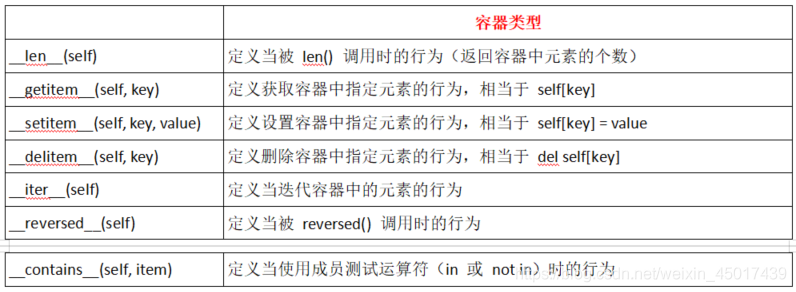 容器类型
__len__(self) 定义当被 len() 调用时的行为（返回容器中元素的个数）
__getitem__(self, key) 定义获取容器中指定元素的行为，相当于 self[key]
__setitem__(self, key, value) 定义设置容器中指定元素的行为，相当于 self[key] = value
__delitem__(self, key) 定义删除容器中指定元素的行为，相当于 del self[key]
__iter__(self) 定义当迭代容器中的元素的行为
__reversed__(self) 定义当被 reversed() 调用时的行为
__contains__(self, item) 定义当使用成员测试运算符（in 或 not in）时的行为
https://blog.csdn.net/weixin_45017439